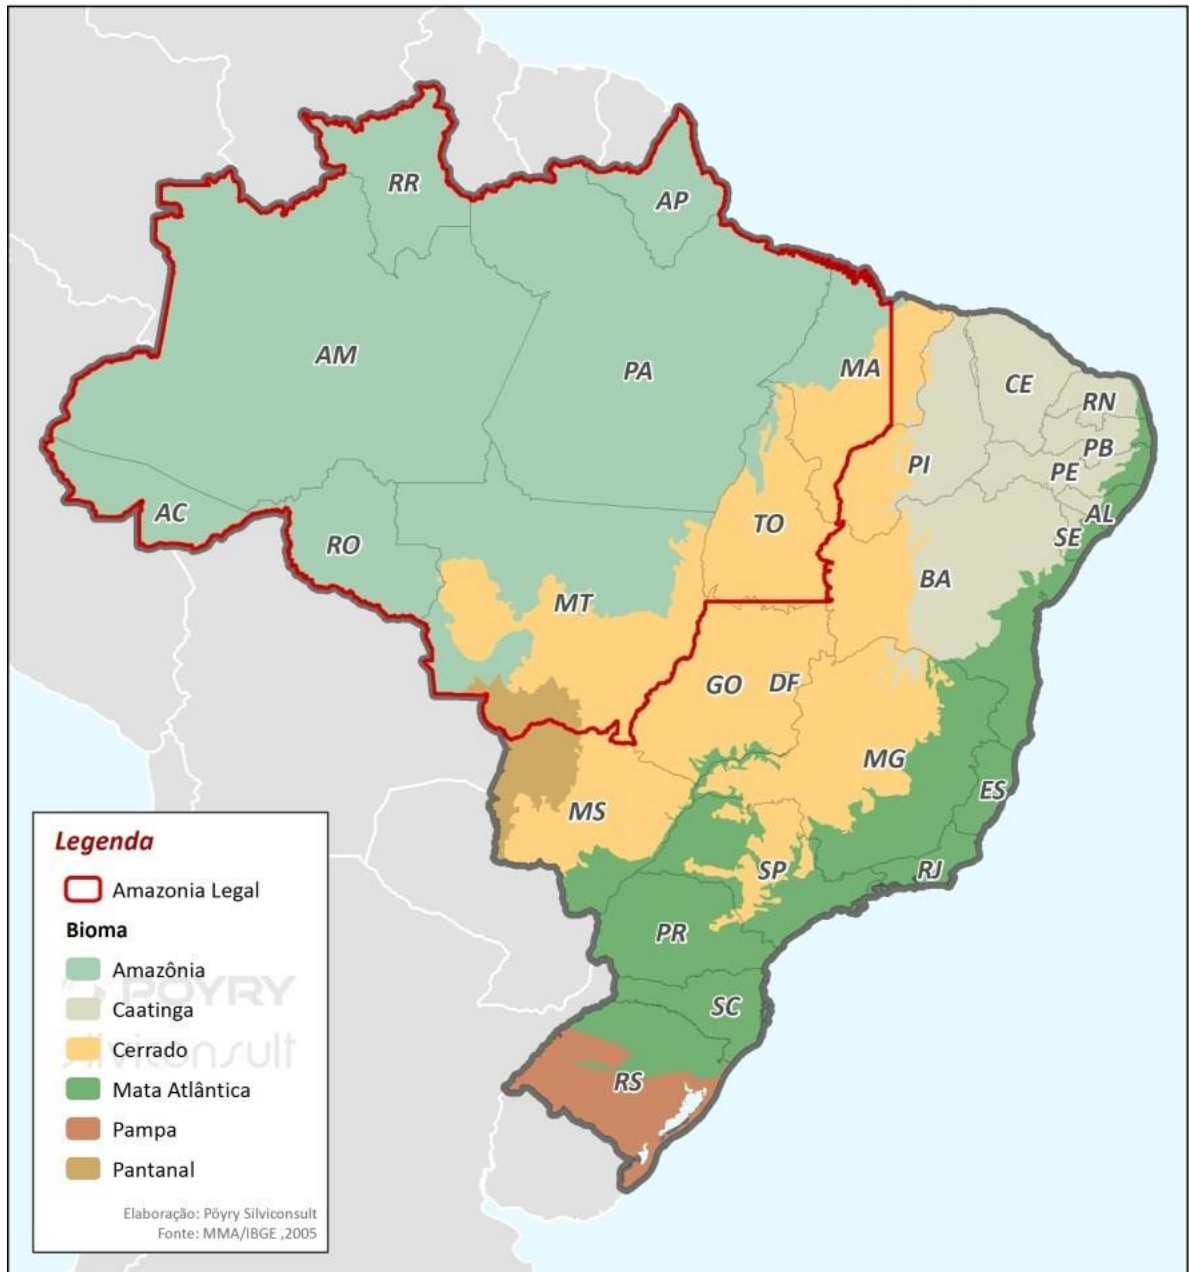 RR
AP
AM
PA
MA
CE
RN
PB
PI
PE
AL
AC
TO
SE
RO
BA
MT
GO
DF
MG
ES
MS
SP
RJ
PR
SC
RS
Legenda
Amazonia Legal
Bioma
Amazônia
PÖYRY
Caatinga
Cerrado
silviconsult
Mata Atlântica
Pampa
Pantanal
Elaboração: Pöyry Silviconsult
Fonte: MMA/IBGE ,2005